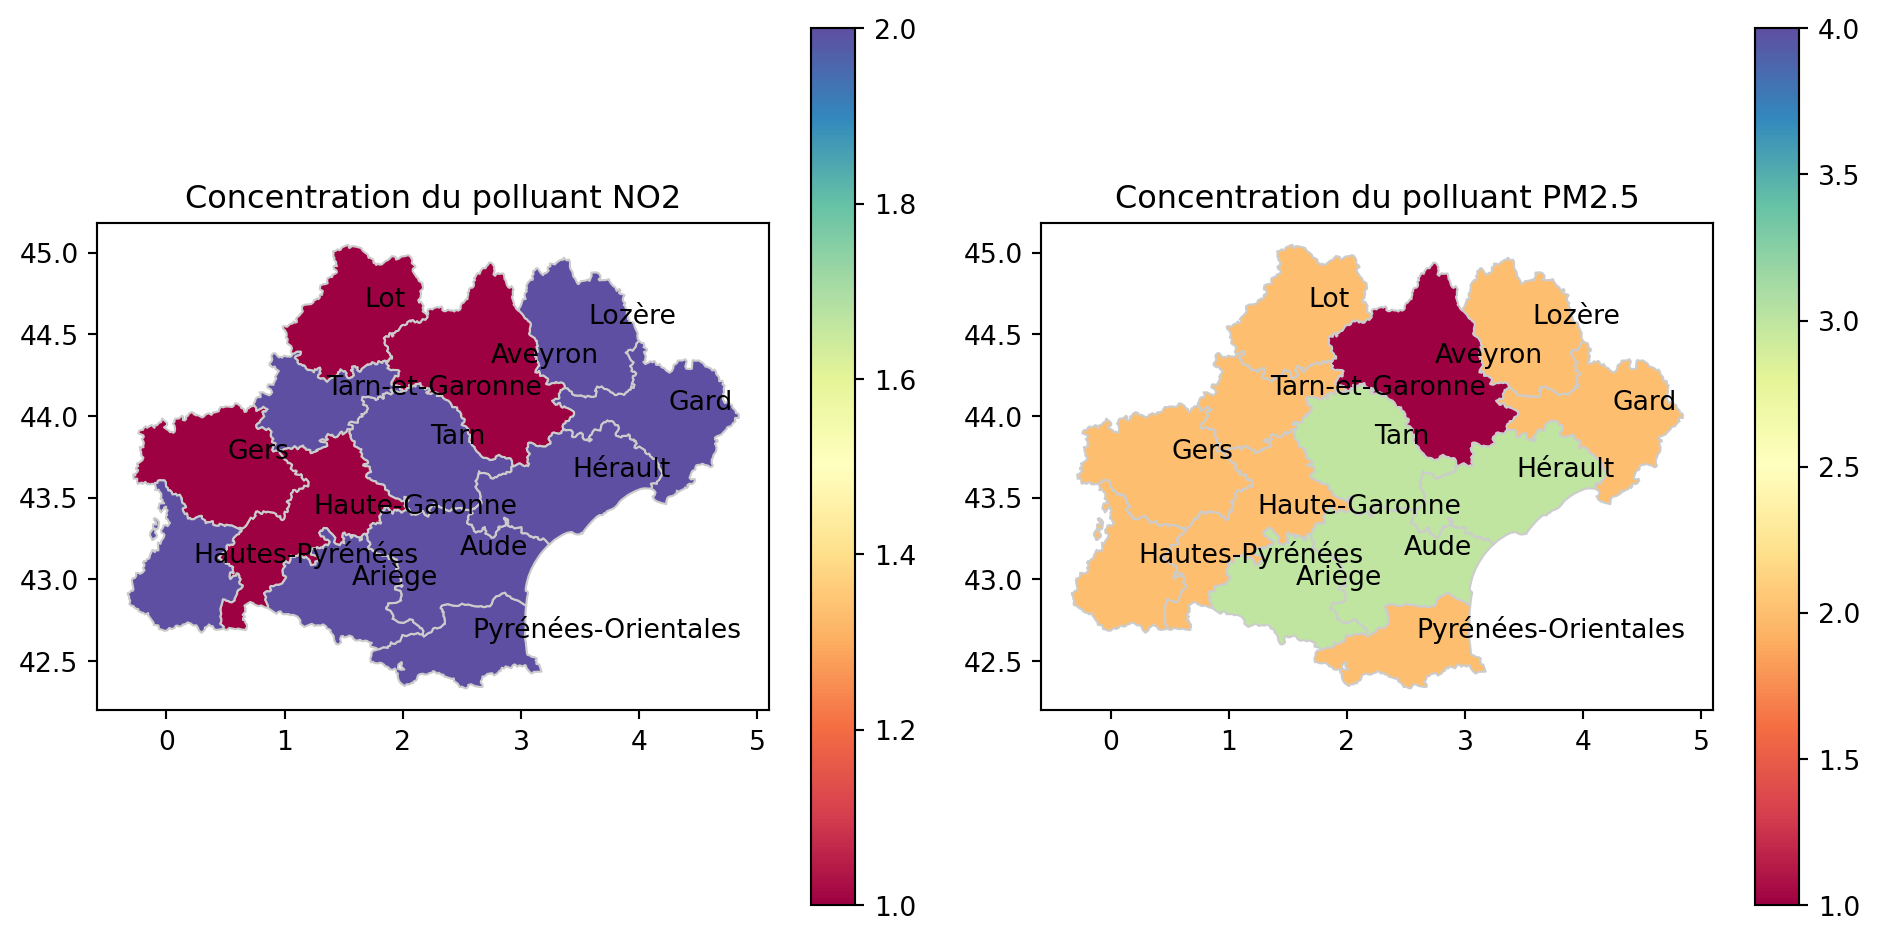 Concentration du polluant NO2
45.0
44.5
44.0
43.5
43.0
42.5
0 1 2 3 4 5
Lot
Lozère
Aveyron
Tarn-et-Garonne
Gard
Tarn
Gers
Hérault
Haute-Garonne
Aude
Hautes-Pyrénées
Ariège
Pyrénées-Orientales
2.0
1.8
1.6
1.4
1.2
1.0
Concentration du polluant PM2.5
45.0
44.5
44.0
43.5
43.0
42.5
0 1 2 3 4 5
Lot
Lozère
Aveyron
Tarn-et-Garonne
Gard
Tarn
Gers
Hérault
Haute-Garonne
Aude
Hautes-Pyrénées
Ariège
Pyrénées-Orientales
4.0
3.5
3.0
2.5
2.0
1.5
1.0